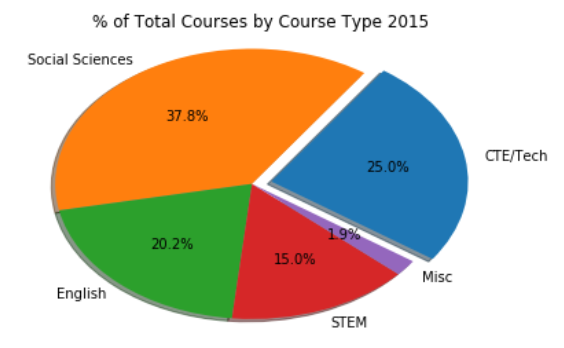 % of Total Courses by Course Type 2015
Social Sciences
37.8%
CTE/Tech
25.0%
20.2%
1.9%
15.0%
Misc
English
STEM